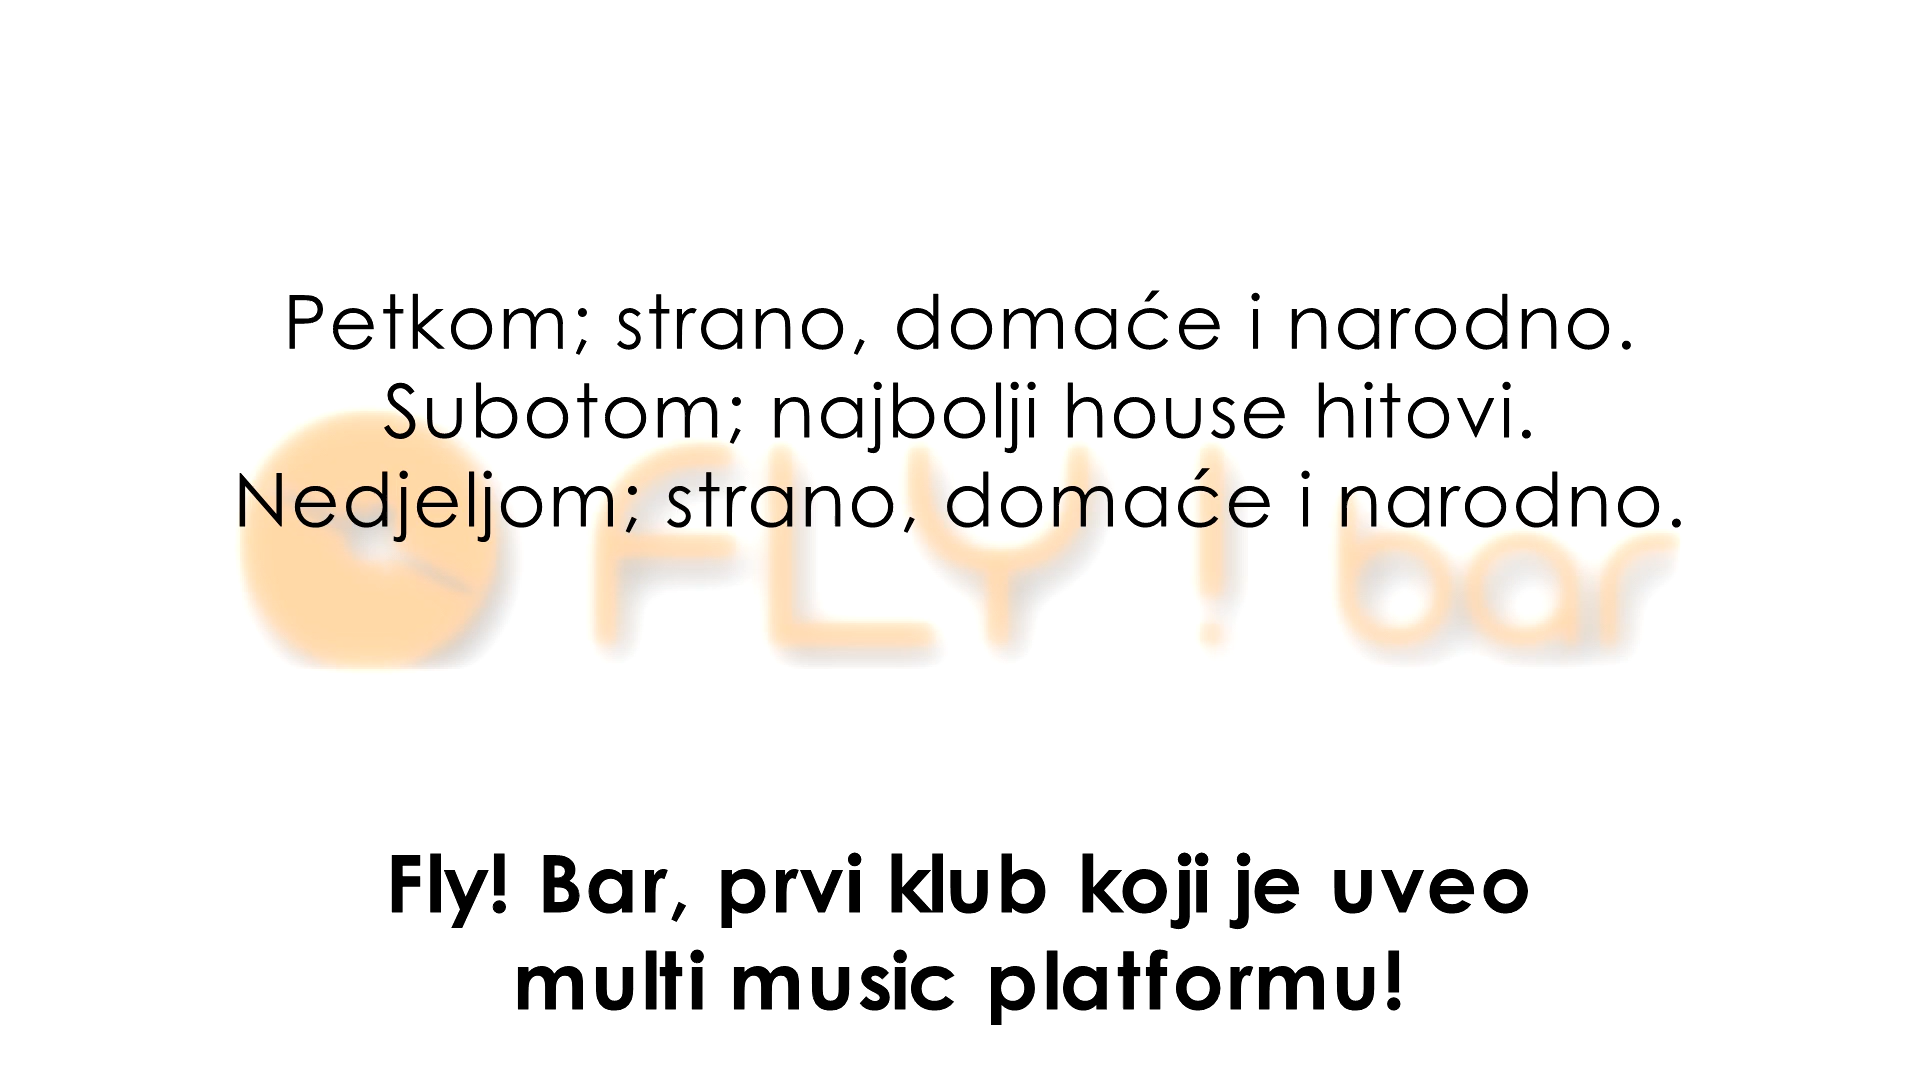 Petkom; strano, domaće i narodno.
Subotom; najbolji house hitovi.
Nedjeljom; strano, domaće i narodno.
FLY! bar
Fly! Bar, prvi klub koji je uveo
multi music platformu!